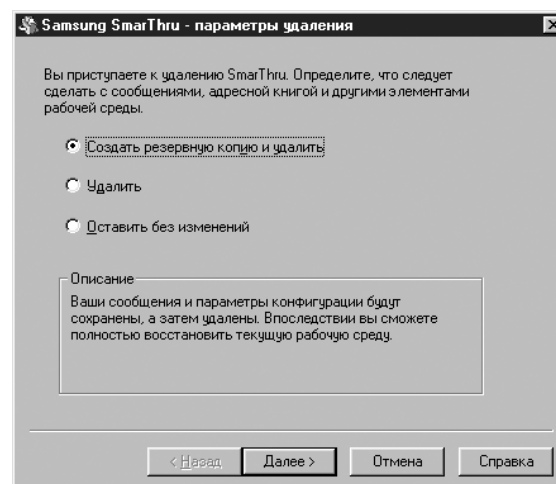 Samsung SmarThru - параметры удаления
Вы приступаете к удалению SmarThru. Определите, что следует
сделать с сообщениями, адресной книгой и другими элементами
рабочей среды.
Создать резервную копию и удалить
Удалить
Оставить без изменений
Описание
Ваши сообщения и параметры конфигурации будут
сохранены, а затем удалены. Впоследствии вы сможете
полностью восстановить текущую рабочую среду.
< Назад
Далее >
Отмена
Справка